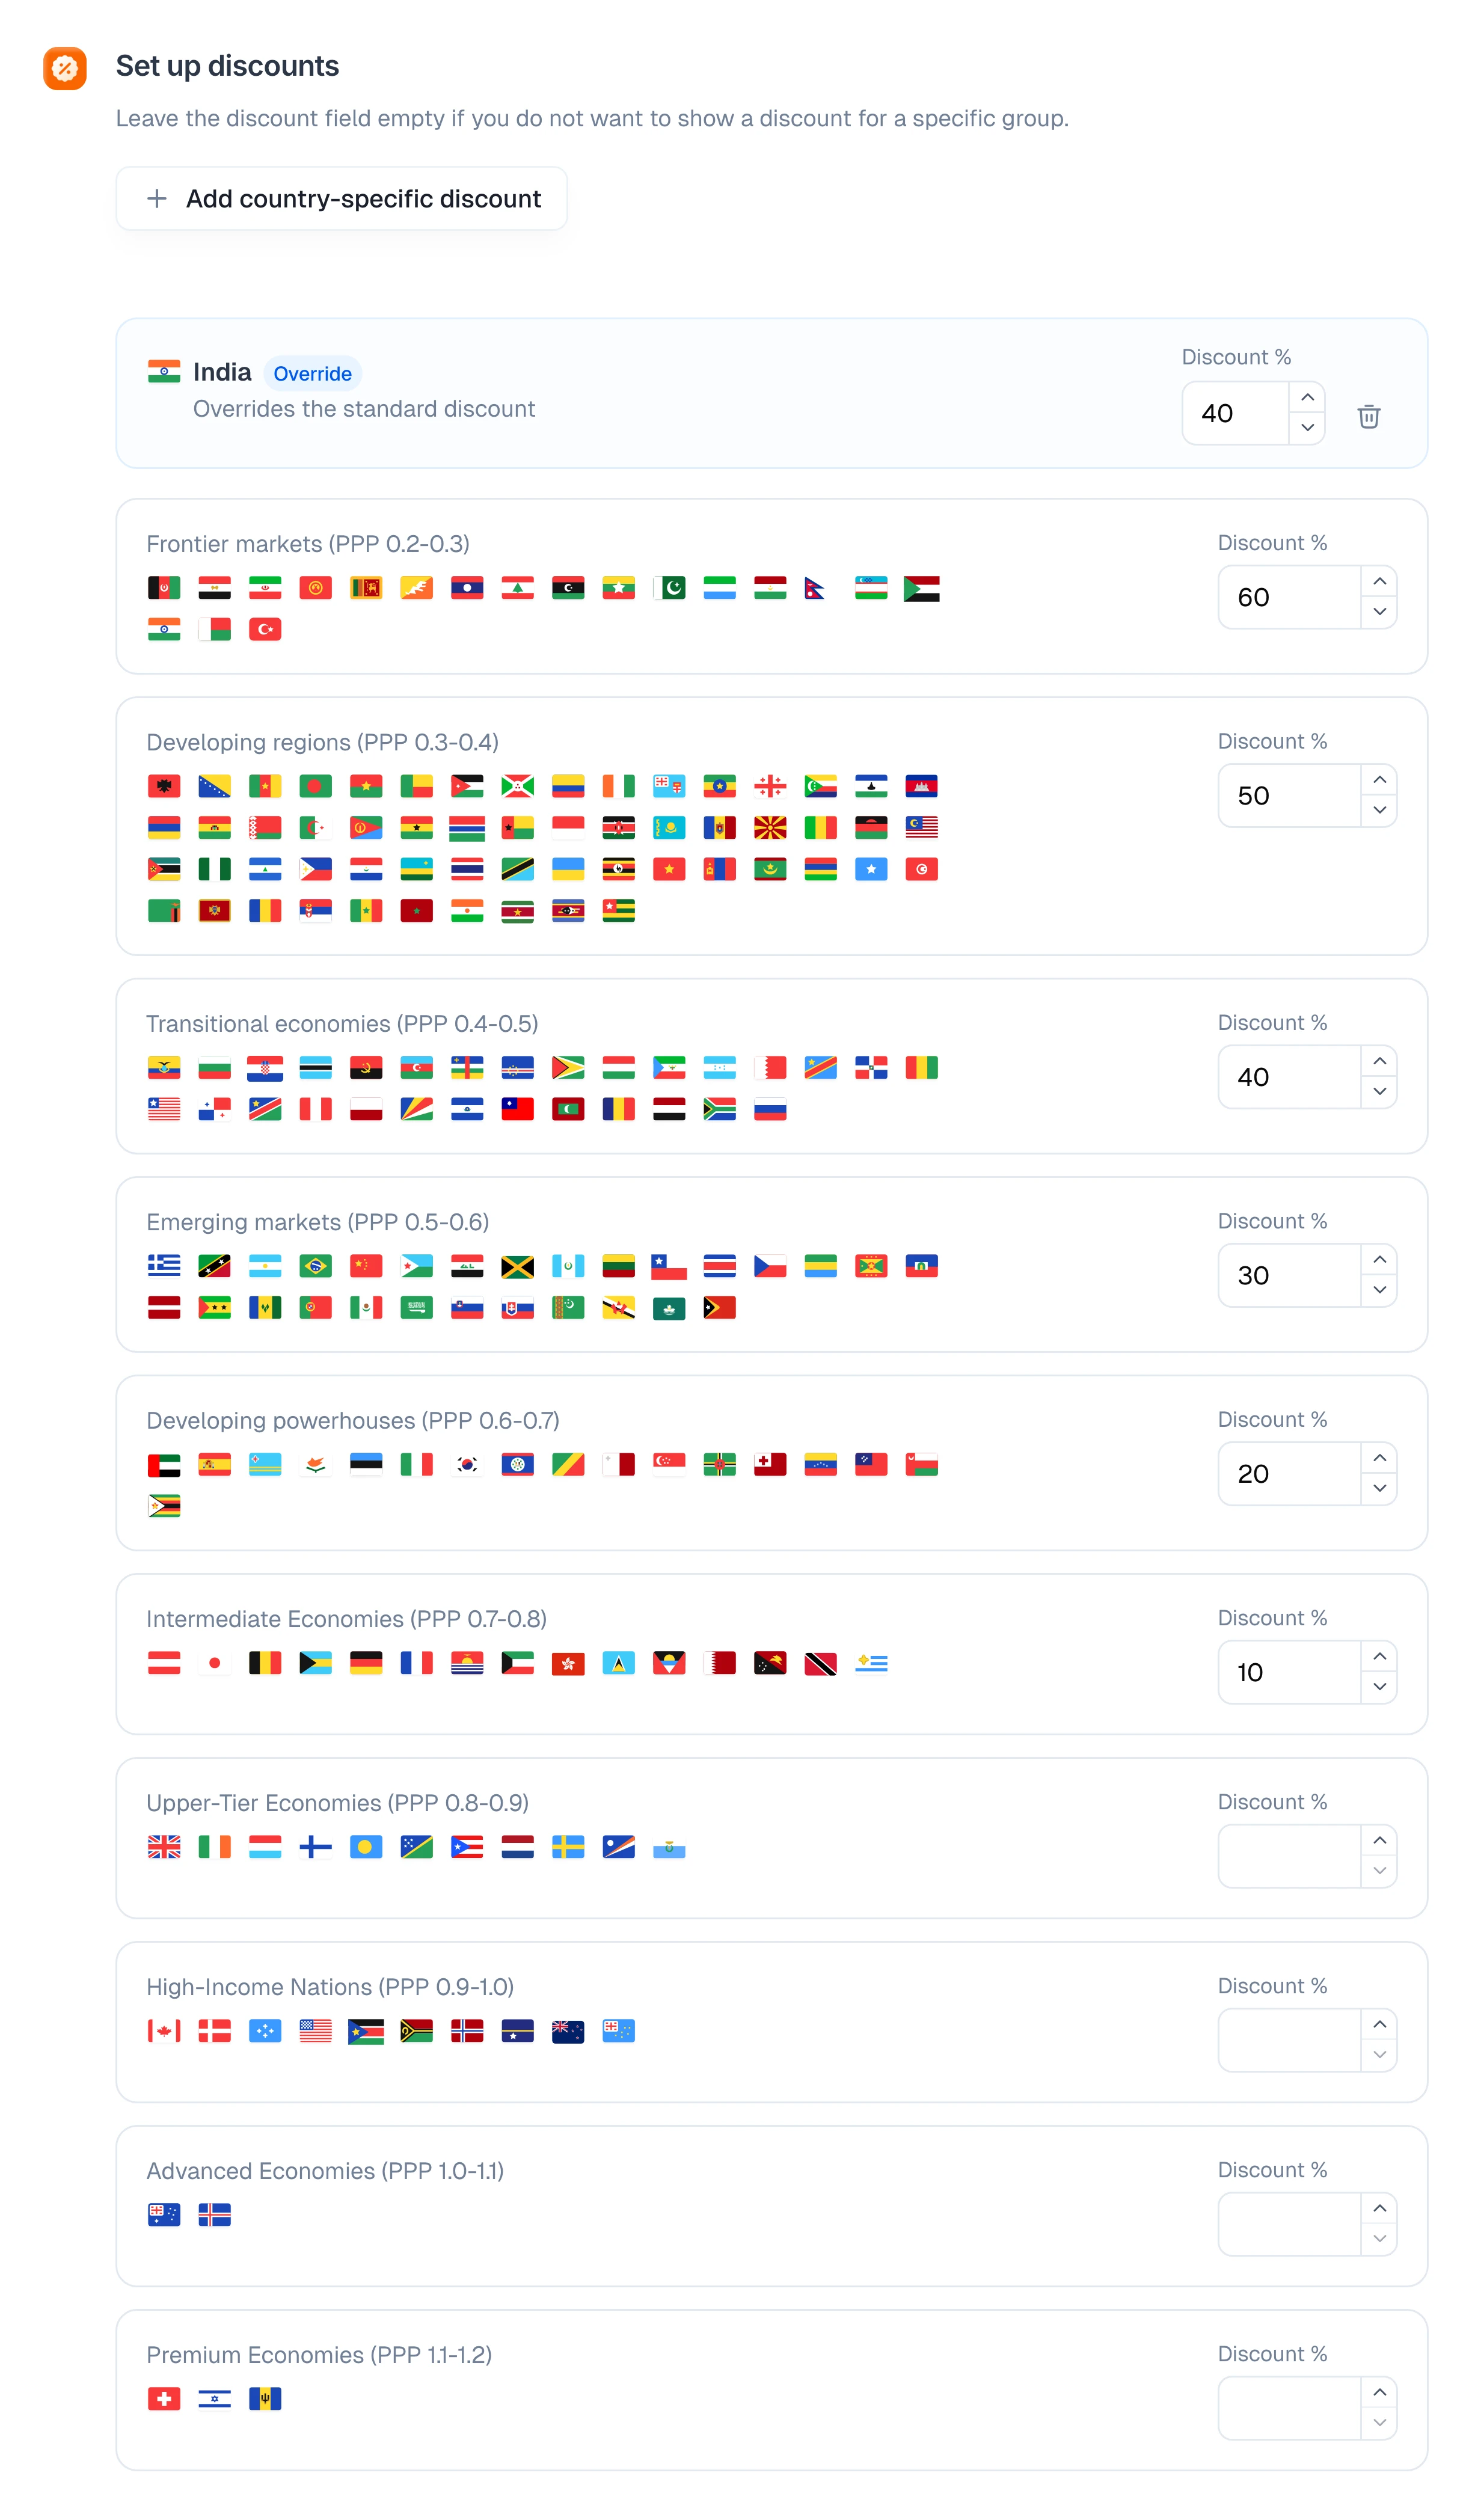 Set up discounts
Leave the discount field empty if you do not want to show a discount for a specific group.
Add country-specific discount
India Override
Overrides the standard discount
Discount %
40
Frontier markets (PPP 0.2-0.3)
Discount %
60
Developing regions (PPP 0.3-0.4)
Discount %
50
Transitional economies (PPP 0.4-0.5)
Discount %
40
Emerging markets (PPP 0.5-0.6)
Discount %
30
Developing powerhouses (PPP 0.6-0.7)
Discount %
20
Intermediate Economies (PPP 0.7-0.8)
Discount %
10
Upper-Tier Economies (PPP 0.8-0.9)
Discount %
High-Income Nations (PPP 0.9-1.0)
Discount %
Advanced Economies (PPP 1.0-1.1)
Discount %
Premium Economies (PPP 1.1-1.2)
Discount %